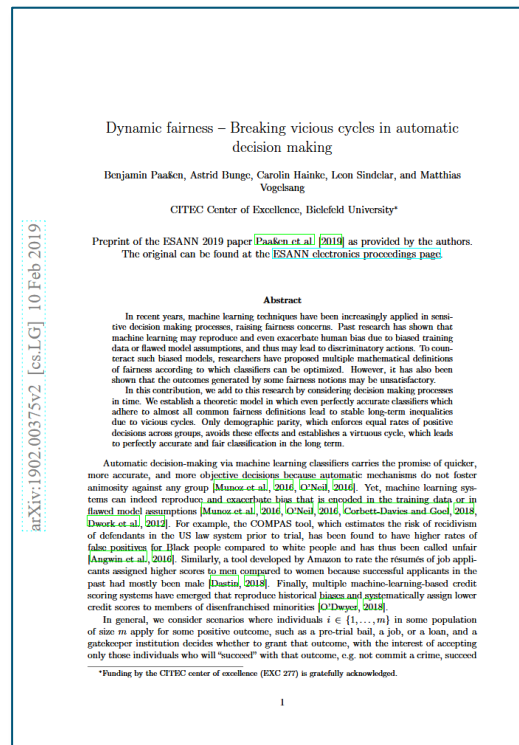 Dynamic fairness – Breaking vicious cycles in automatic
decision making
Benjamin Paaßen, Astrid Bunge, Carolin Hainke, Leon Sindelar, and Matthias
Vogelsang
CITEC Center of Excellence, Bielefeld University*
Preprint of the ESANN 2019 paper Paaßen et al. [2019] as provided by the authors.
The original can be found at the ESANN electronics proceedings page
arXiv:1902.00375v2 [cs.LG] 10 Feb 2019
Abstract
In recent years, machine learning techniques have been increasingly applied in sensi-
tive decision making processes, raising fairness concerns. Past research has shown that
machine learning may reproduce and even exacerbate human bias due to biased training
data or flawed model assumptions, and thus may lead to discriminatory actions. To coun-
teract such biased models, researchers have proposed multiple mathematical definitions
of fairness according to which classifiers can be optimized. However, it has also been
shown that the outcomes generated by some fairness notions may be unsatisfactory.
In this contribution, we add to this research by considering decision making processes
in time. We establish a theoretic model in which even perfectly accurate classifiers which
adhere to almost all common fairness definitions lead to stable long-term inequalities
due to vicious cycles. Only demographic parity, which enforces equal rates of positive
decisions across groups, avoids these effects and establishes a virtuous cycle, which leads
to perfectly accurate and fair classification in the long term.
Automatic decision-making via machine learning classifiers carries the promise of quicker,
more accurate, and more objective decisions because automatic mechanisms do not foster
animosity against any group [Munoz et al., 2016, O'Neil, 2016]. Yet, machine learning sys-
tems can indeed reproduce and exacerbate bias that is encoded in the training data or in
flawed model assumptions [Munoz et al., 2016, O'Neil, 2016, Corbett-Davies and Goel, 2018,
Dwork et al., 2012]. For example, the COMPAS tool, which estimates the risk of recidivism
of defendants in the US law system prior to trial, has been found to have higher rates of
false positives for Black people compared to white people and has thus been called unfair
[Angwin et al., 2016]. Similarly, a tool developed by Amazon to rate the résumés of job appli-
cants assigned higher scores to men compared to women because successful applicants in the
past had mostly been male [Dastin, 2018]. Finally, multiple machine-learning-based credit
scoring systems have emerged that reproduce historical biases and systematically assign lower
credit scores to members of disenfranchised minorities [O'Dwyer, 2018].
In general, we consider scenarios where individuals i ∈ {1, . . . , m} in some population
of size m apply for some positive outcome, such as a pre-trial bail, a job, or a loan, and a
gatekeeper institution decides whether to grant that outcome, with the interest of accepting
only those individuals who will "succeed" with that outcome, e.g. not commit a crime, succeed
*Funding by the CITEC center of excellence (EXC 277) is gratefully acknowledged.
1